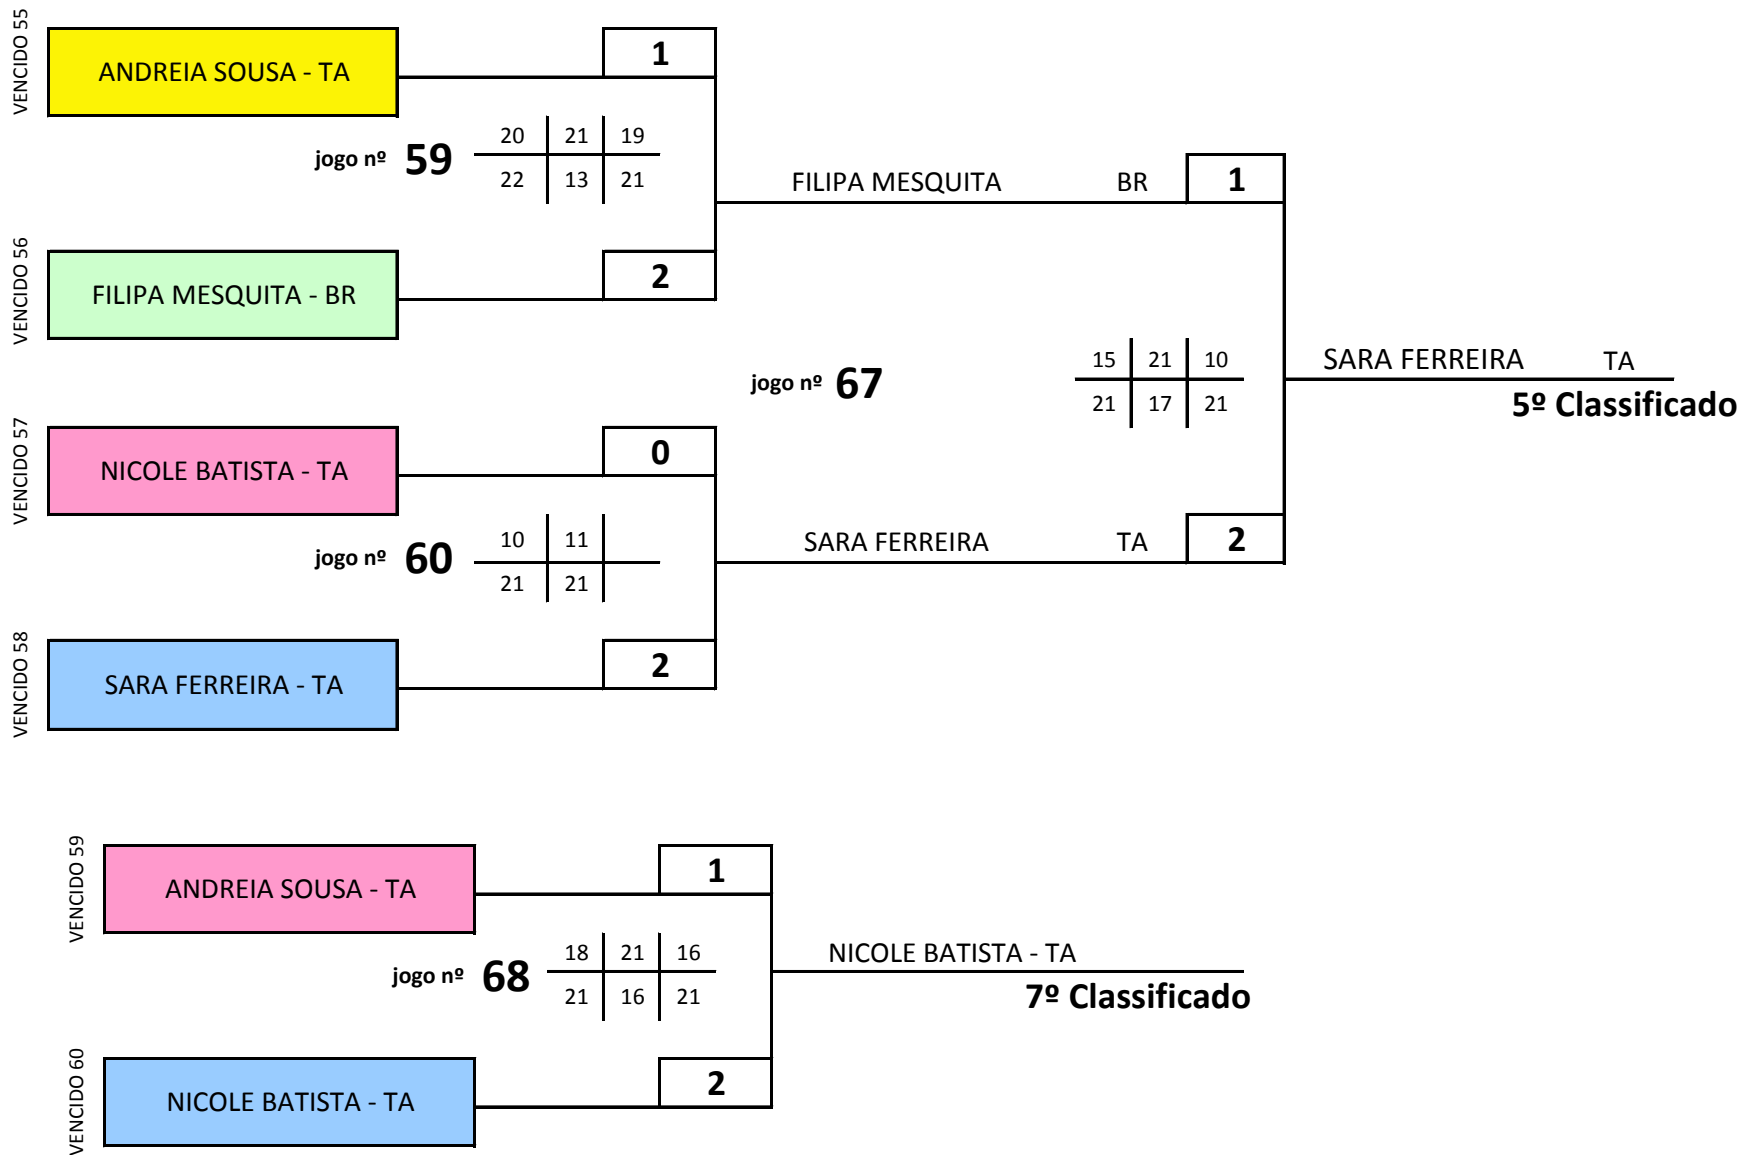 VENCIDO 55
ANDREIA SOUSA - TA
1
jogo nº 59
20 21 19
22 13 21
FILIPA MESQUITA BR 1
VENCIDO 56
FILIPA MESQUITA - BR
2
jogo nº 67
15 21 10
21 17 21
SARA FERREIRA TA
5º Classificado
VENCIDO 57
NICOLE BATISTA - TA
0
jogo nº 60
10 11
21 21
SARA FERREIRA TA 2
VENCIDO 58
SARA FERREIRA - TA
2
VENCIDO 59
ANDREIA SOUSA - TA
1
jogo nº 68
18 21 16
21 16 21
NICOLE BATISTA - TA
7º Classificado
VENCIDO 60
NICOLE BATISTA - TA
2